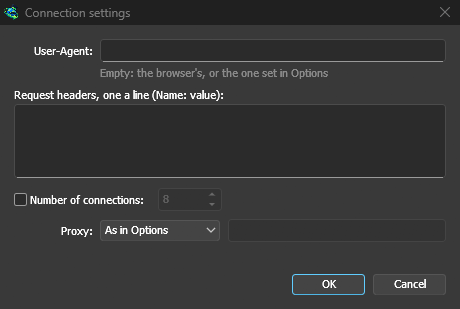 Connection settings
User-Agent:
Empty: the browser's, or the one set in Options
Request headers, one a line (Name: value):
Number of connections: 8
Proxy: As in Options
OK Cancel